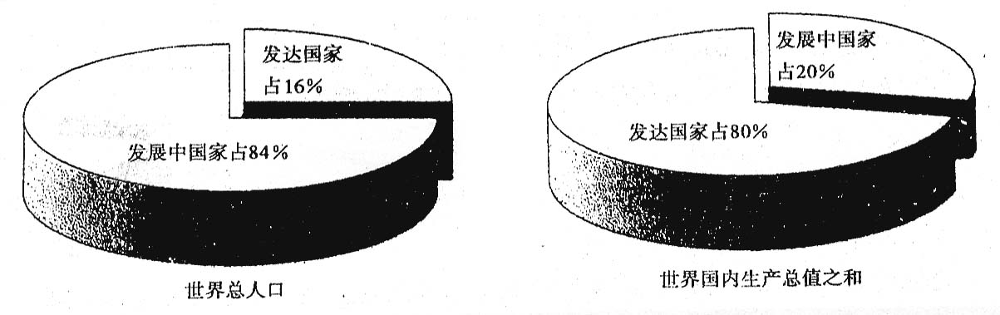 发达国家
占16%
发展中国家占84%
世界总人口
发展中国家
占20%
发达国家占80%
世界国内生产总值之和